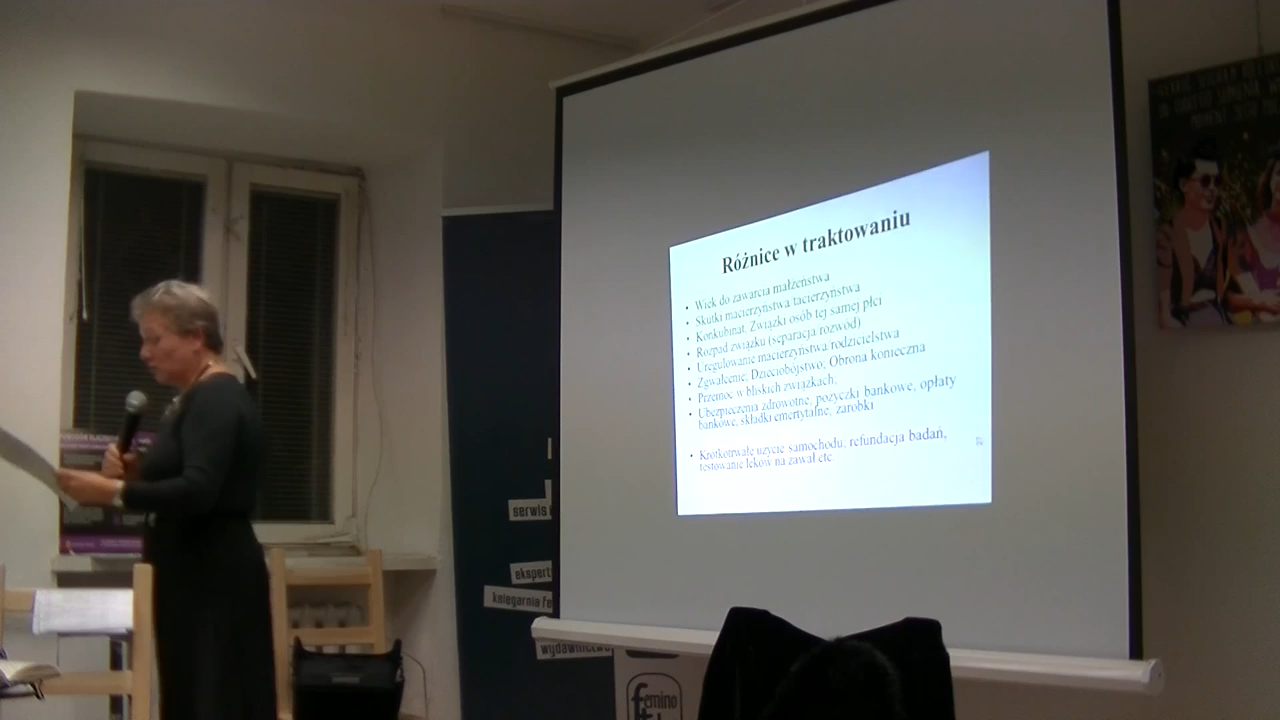 Różnice w traktowaniu
• Wiek do zawarcia małżeństwa
• Skutki macierzyństwa tacierzyństwa
• Konkubinat, Związki osób tej samej płci
• Rozpad związku (separacja/rozwód)
• Uregulowanie macierzyństwa rodzicielstwa
• Zgwałcenie; Dzieciobójstwo; Obrona konieczna
• Przemoc w bliskich związkach;
• Ubezpieczenia zdrowotne, pożyczki bankowe, opłaty
bankowe, składki emerytalne, zarobki
• Krótkotrwałe użycie samochodu, refundacja badań,
testowanie leków na zawał etc.
serwis
ekspert
księgarnia fe
wydawnictwo
femino